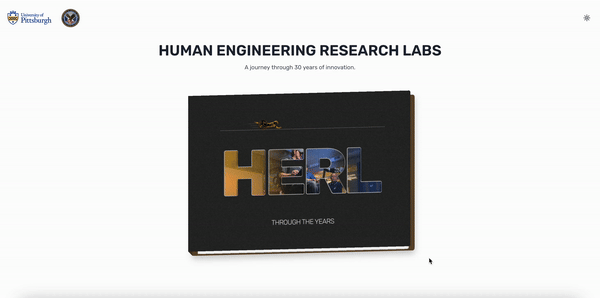 University of
Pittsburgh
HUMAN ENGINEERING RESEARCH LABS
A journey through 30 years of innovation.
HERL
THROUGH THE YEARS